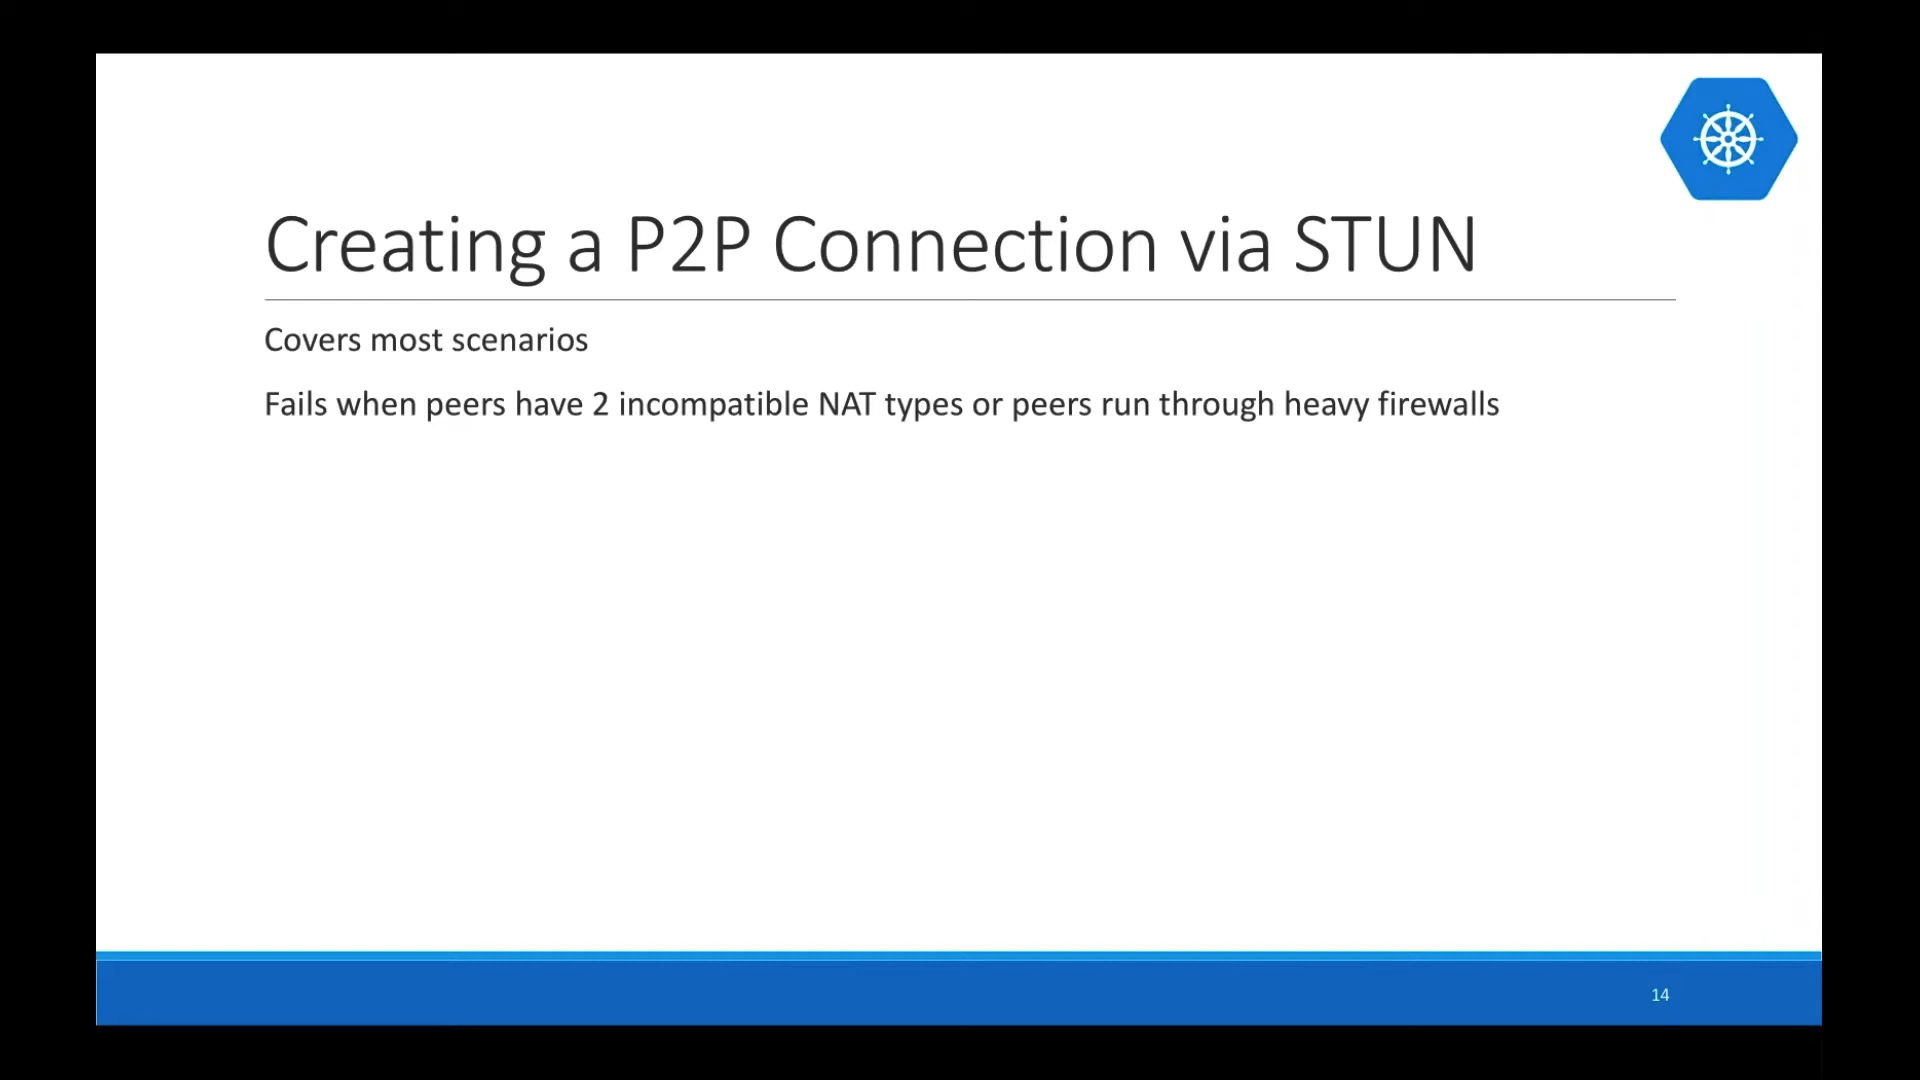 Creating a P2P Connection via STUN
Covers most scenarios
Fails when peers have 2 incompatible NAT types or peers run through heavy firewalls
14